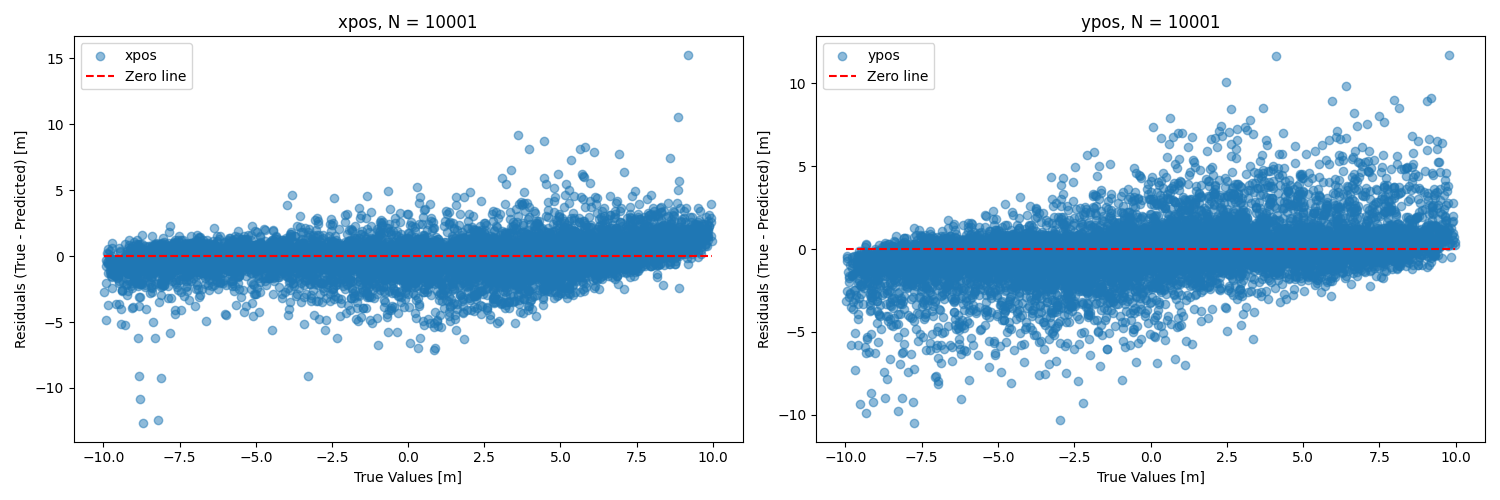 xpos, N = 10001
xpos
Zero line
15
10
5
0
−5
−10
Residuals (True - Predicted) [m]
−10.0 −7.5 −5.0 −2.5 0.0 2.5 5.0 7.5 10.0
True Values [m]
ypos, N = 10001
ypos
Zero line
10
5
0
−5
−10
Residuals (True - Predicted) [m]
−10.0 −7.5 −5.0 −2.5 0.0 2.5 5.0 7.5 10.0
True Values [m]